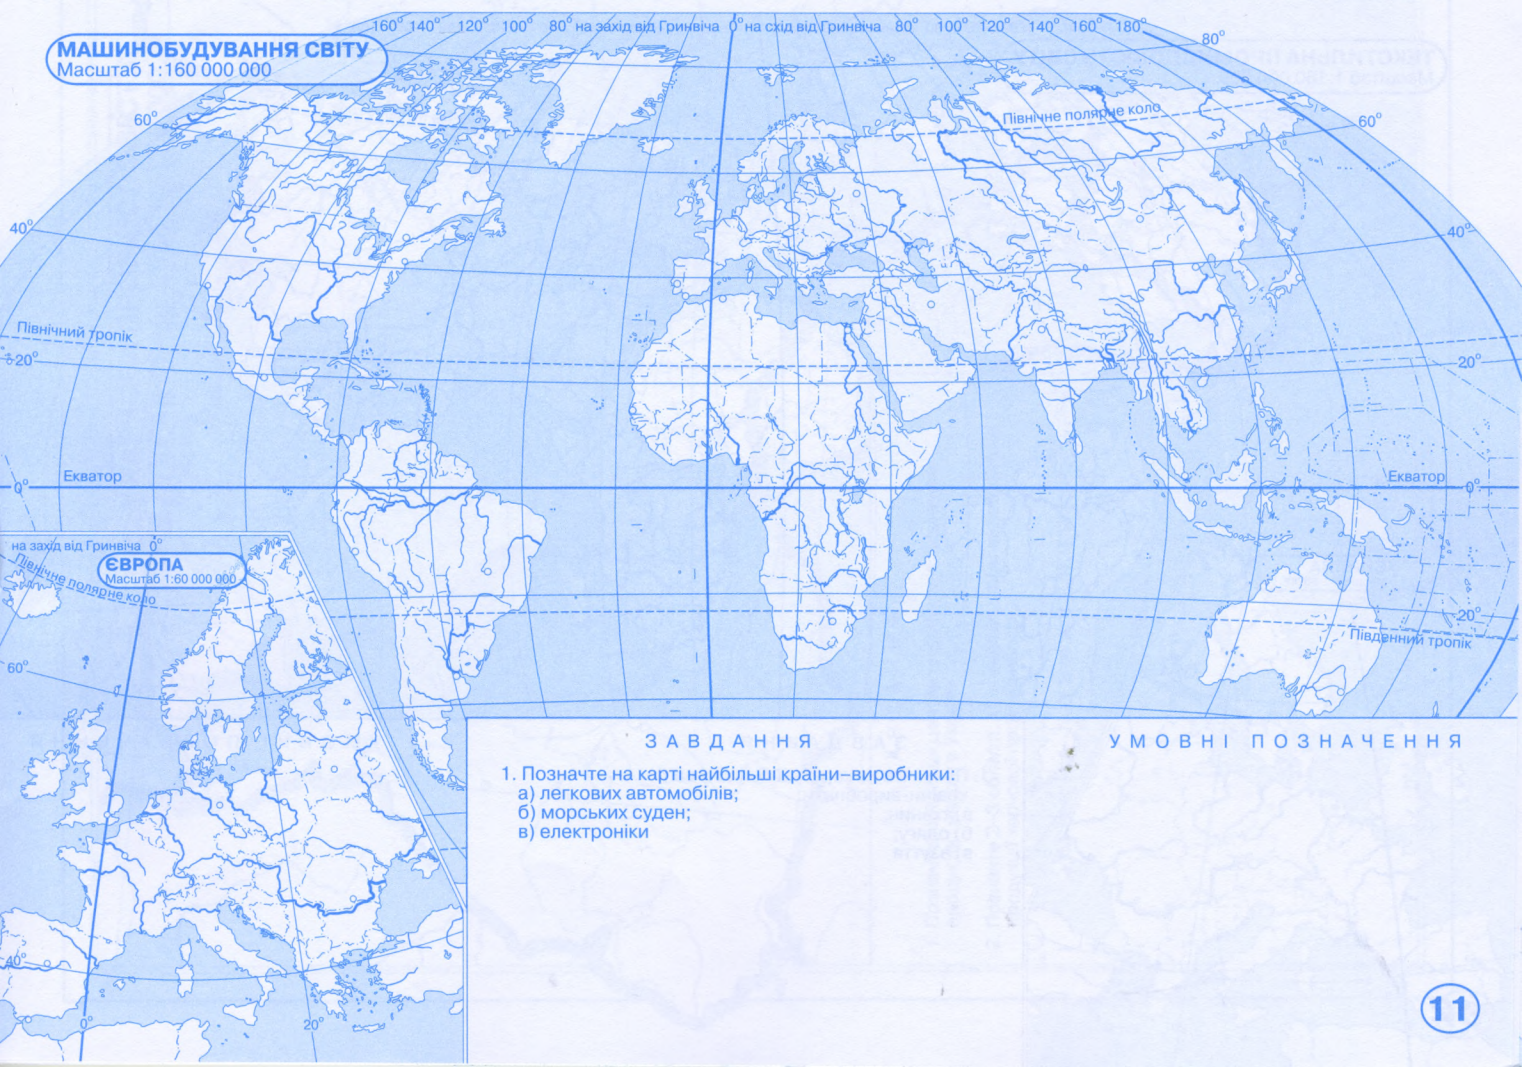 160° 140° 120° 100° 80° на захід від Гринвіча 0° на схід від Гринвіча 80° 100° 120° 140° 160° 180°
80°
МАШИНОБУДУВАННЯ СВІТУ
Масштаб 1:160 000 000
60°
Північне полярне коло
60°
40°
40°
Північний тропік
20°
20°
Екватор
Екватор
0°
0°
на захід від Гринвіча 0°
ЄВРОПА
Масштаб 1:60 000 000
Північне полярне коло
20°
Південний тропік
60°
40°
0°
20°
ЗАВДАННЯ
1. Позначте на карті найбільші країни–виробники:
а) легкових автомобілів;
б) морських суден;
в) електроніки
УМОВНІ ПОЗНАЧЕННЯ
11